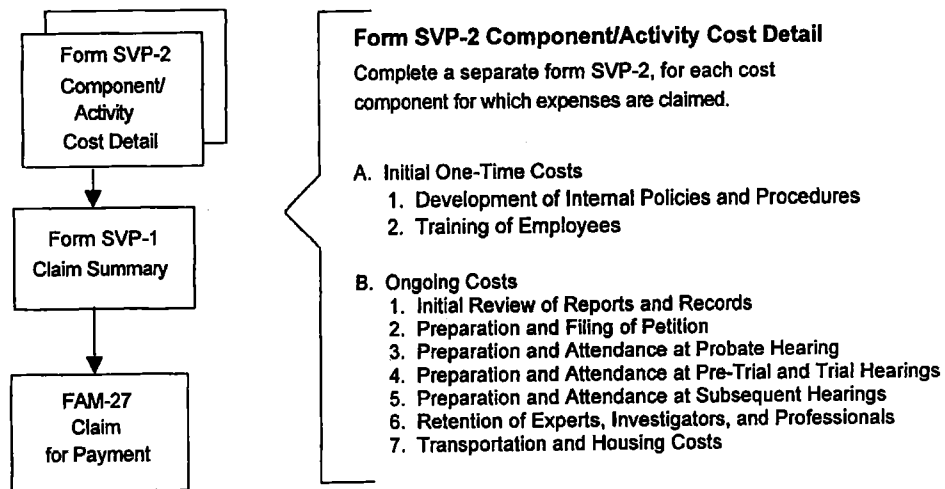 Form SVP-2
Component/
Activity
Cost Detail
Form SVP-1
Claim Summary
FAM-27
Claim
for Payment
Form SVP-2 Component/Activity Cost Detail
Complete a separate form SVP-2, for each cost
component for which expenses are claimed.
A. Initial One-Time Costs
1. Development of Internal Policies and Procedures
2. Training of Employees
B. Ongoing Costs
1. Initial Review of Reports and Records
2. Preparation and Filing of Petition
3. Preparation and Attendance at Probate Hearing
4. Preparation and Attendance at Pre-Trial and Trial Hearings
5. Preparation and Attendance at Subsequent Hearings
6. Retention of Experts, Investigators, and Professionals
7. Transportation and Housing Costs